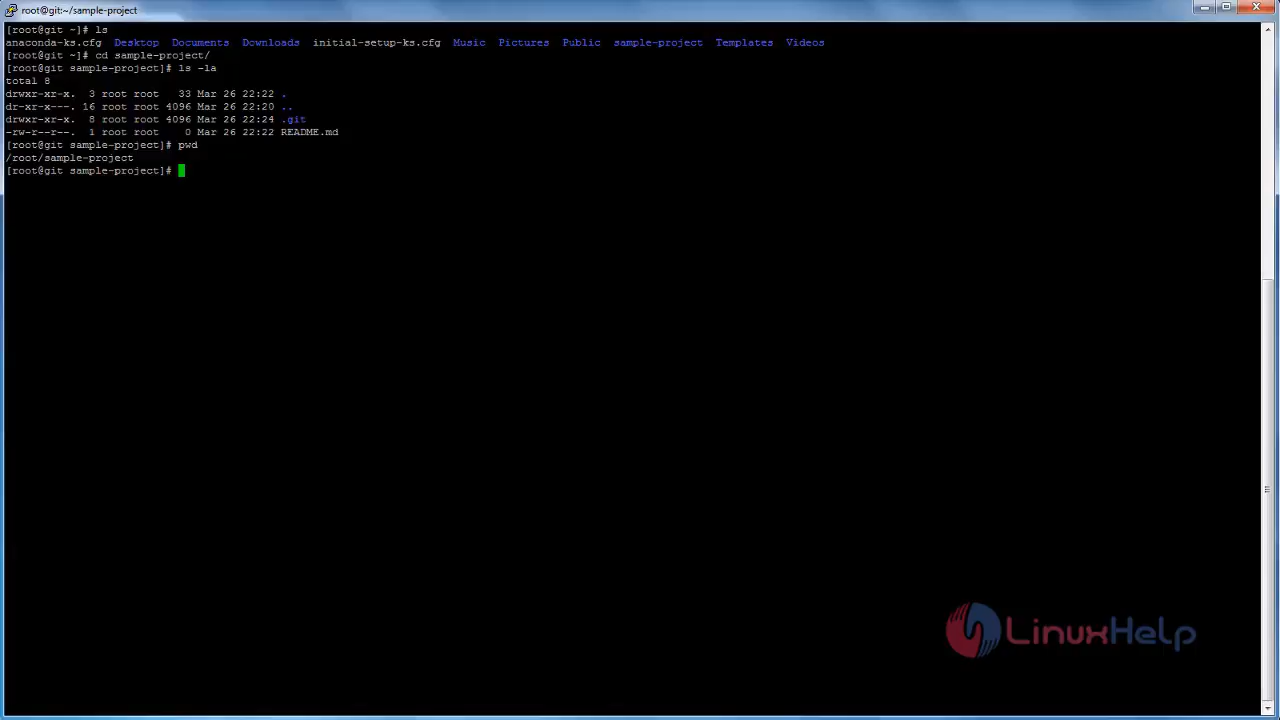 root@git:~/sample-project
[root@git ~]# ls
anaconda-ks.cfg  Desktop  Documents  Downloads  initial-setup-ks.cfg  Music  Pictures  Public  sample-project  Templates  Videos
[root@git ~]# cd sample-project/
[root@git sample-project]# ls -la
total 8
drwxr-xr-x.  3 root root   33 Mar 26 22:22 .
dr-xr-x---. 16 root root 4096 Mar 26 22:20 ..
drwxr-xr-x.  8 root root 4096 Mar 26 22:24 .git
-rw-r--r--.  1 root root    0 Mar 26 22:22 README.md
[root@git sample-project]# pwd
/root/sample-project
[root@git sample-project]#
LinuxHelp